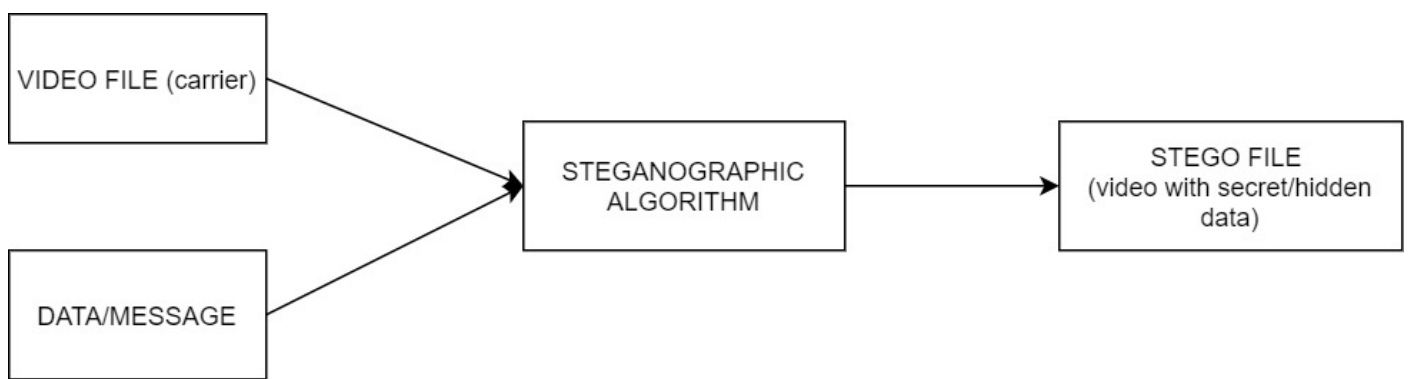 VIDEO FILE (carrier)
DATA/MESSAGE
STEGANOGRAPHIC
ALGORITHM
STEGO FILE
(video with secret/hidden
data)